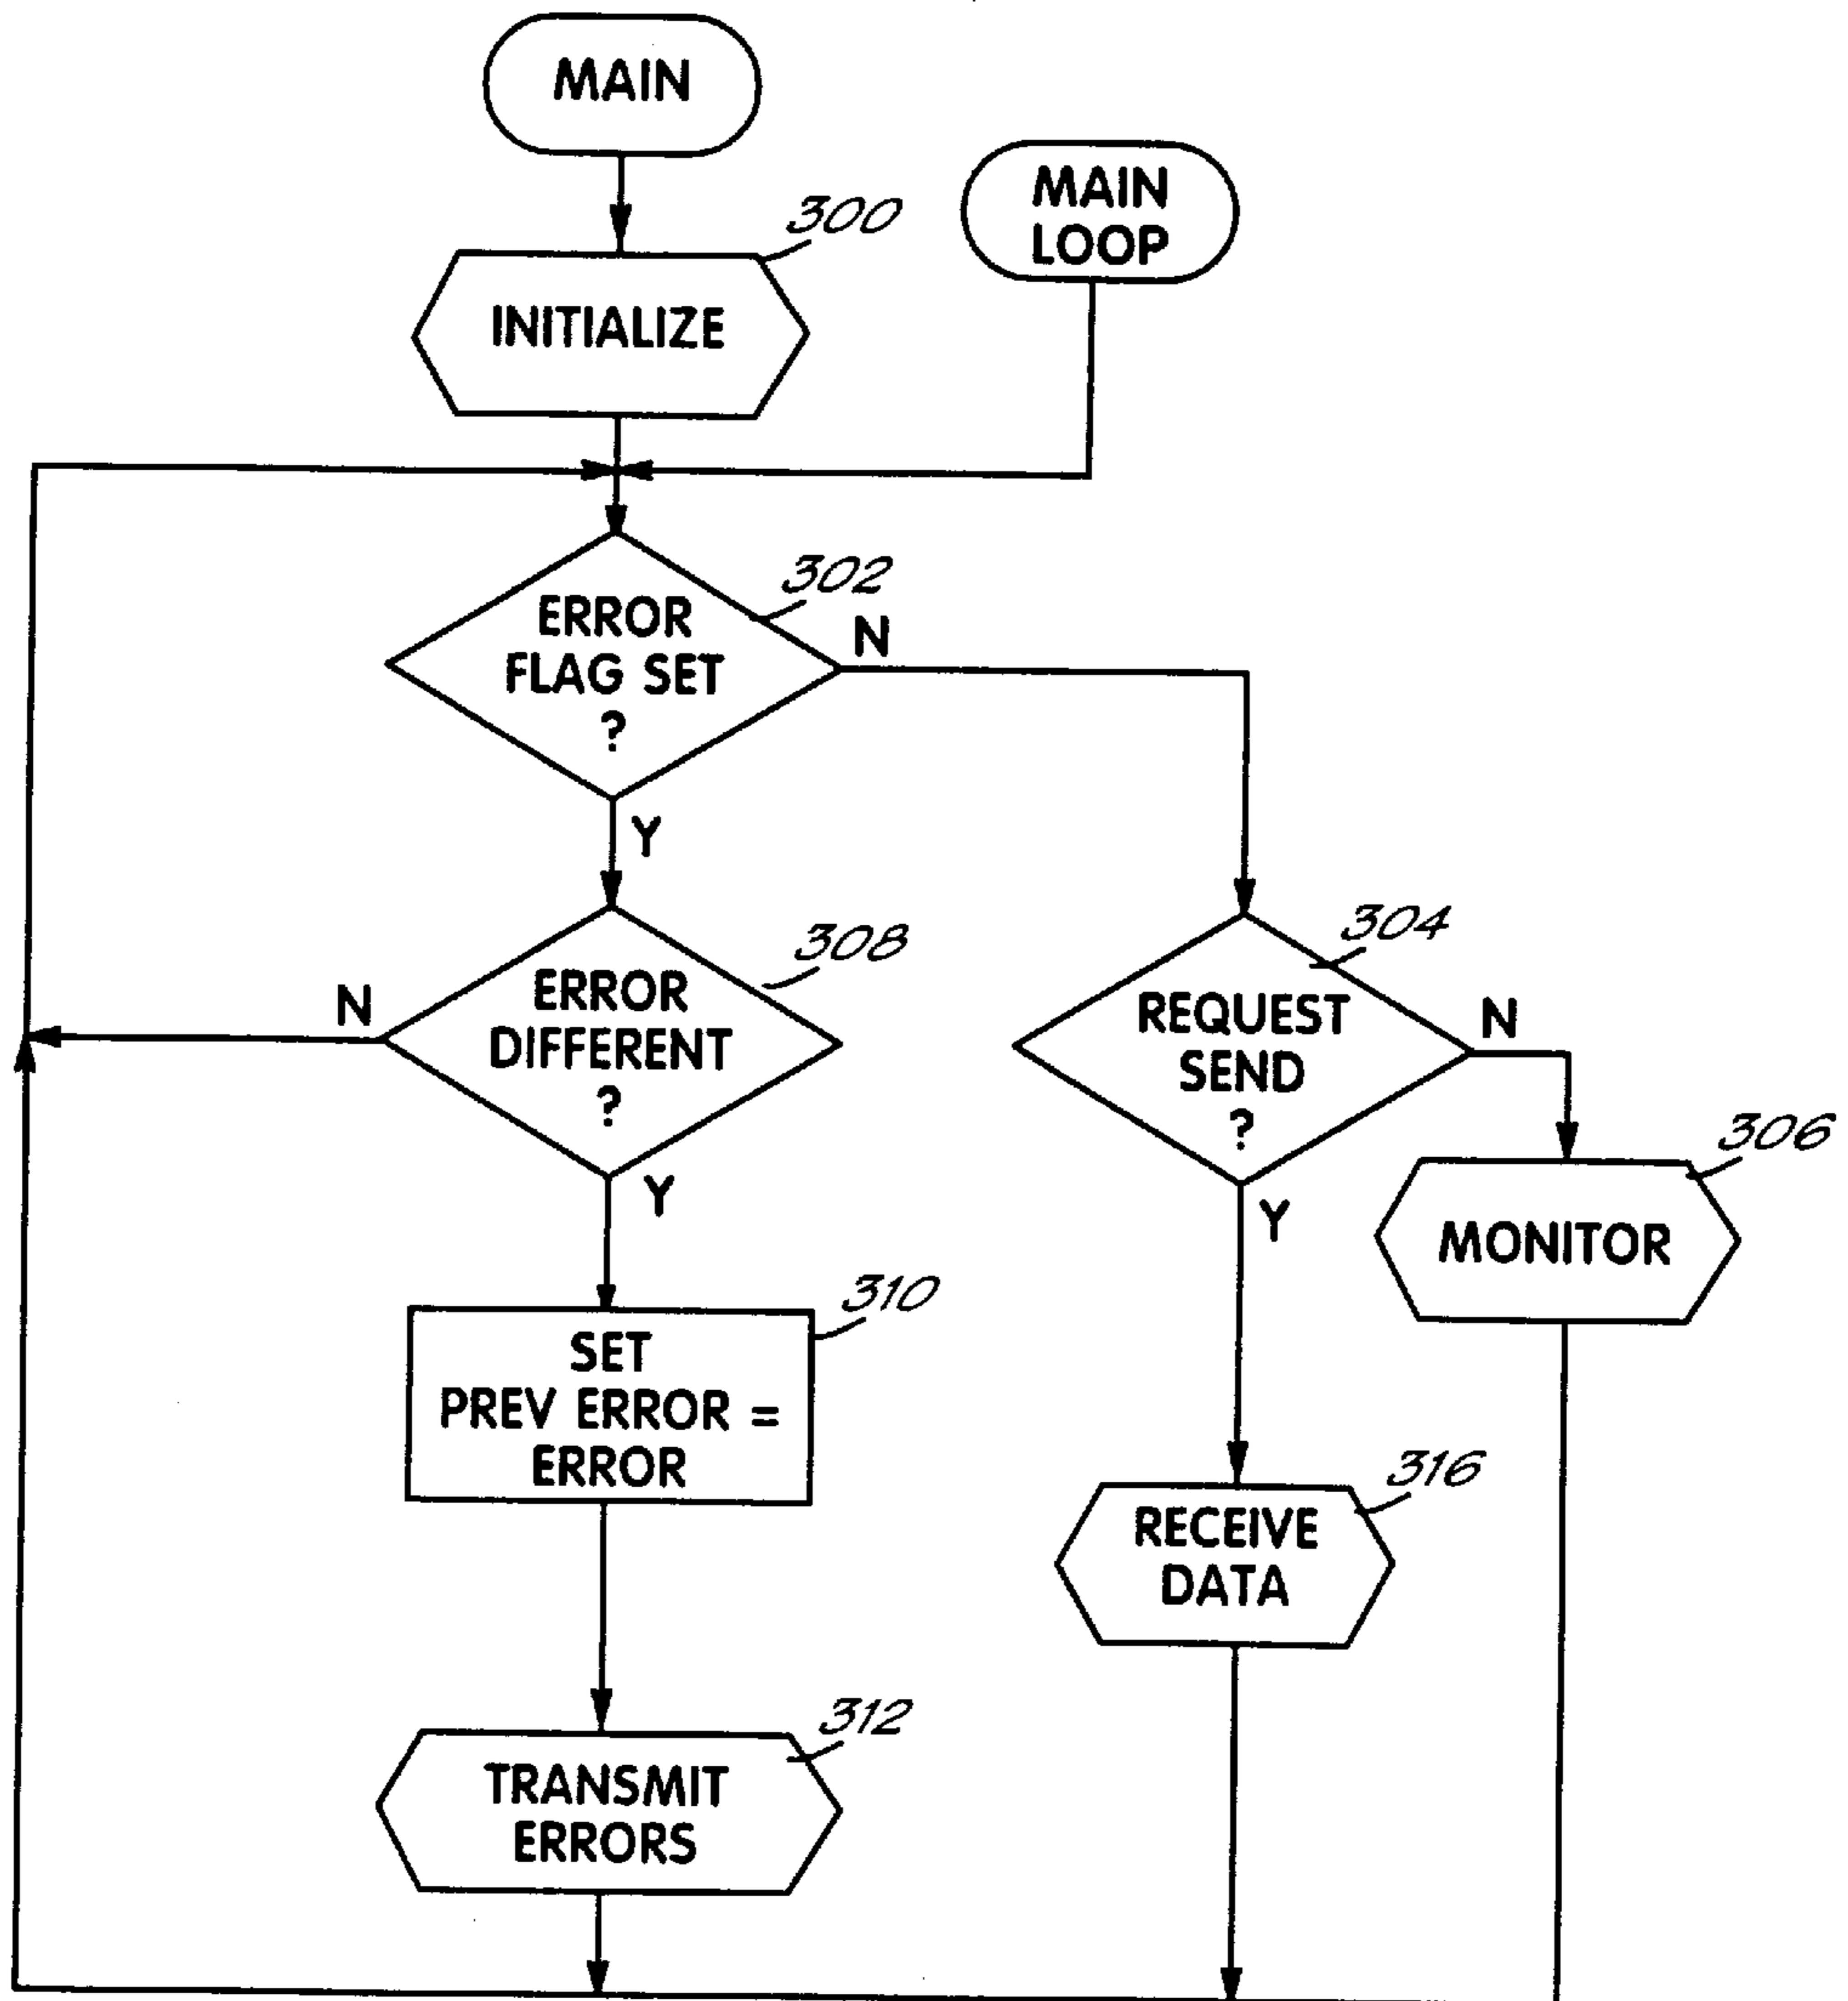 MAIN
300
MAIN
LOOP
INITIALIZE
302
ERROR
FLAG SET
?
N
Y
308
ERROR
DIFFERENT
?
N
Y
304
REQUEST
SEND
?
N
Y
306
MONITOR
310
SET
PREV ERROR =
ERROR
316
RECEIVE
DATA
312
TRANSMIT
ERRORS